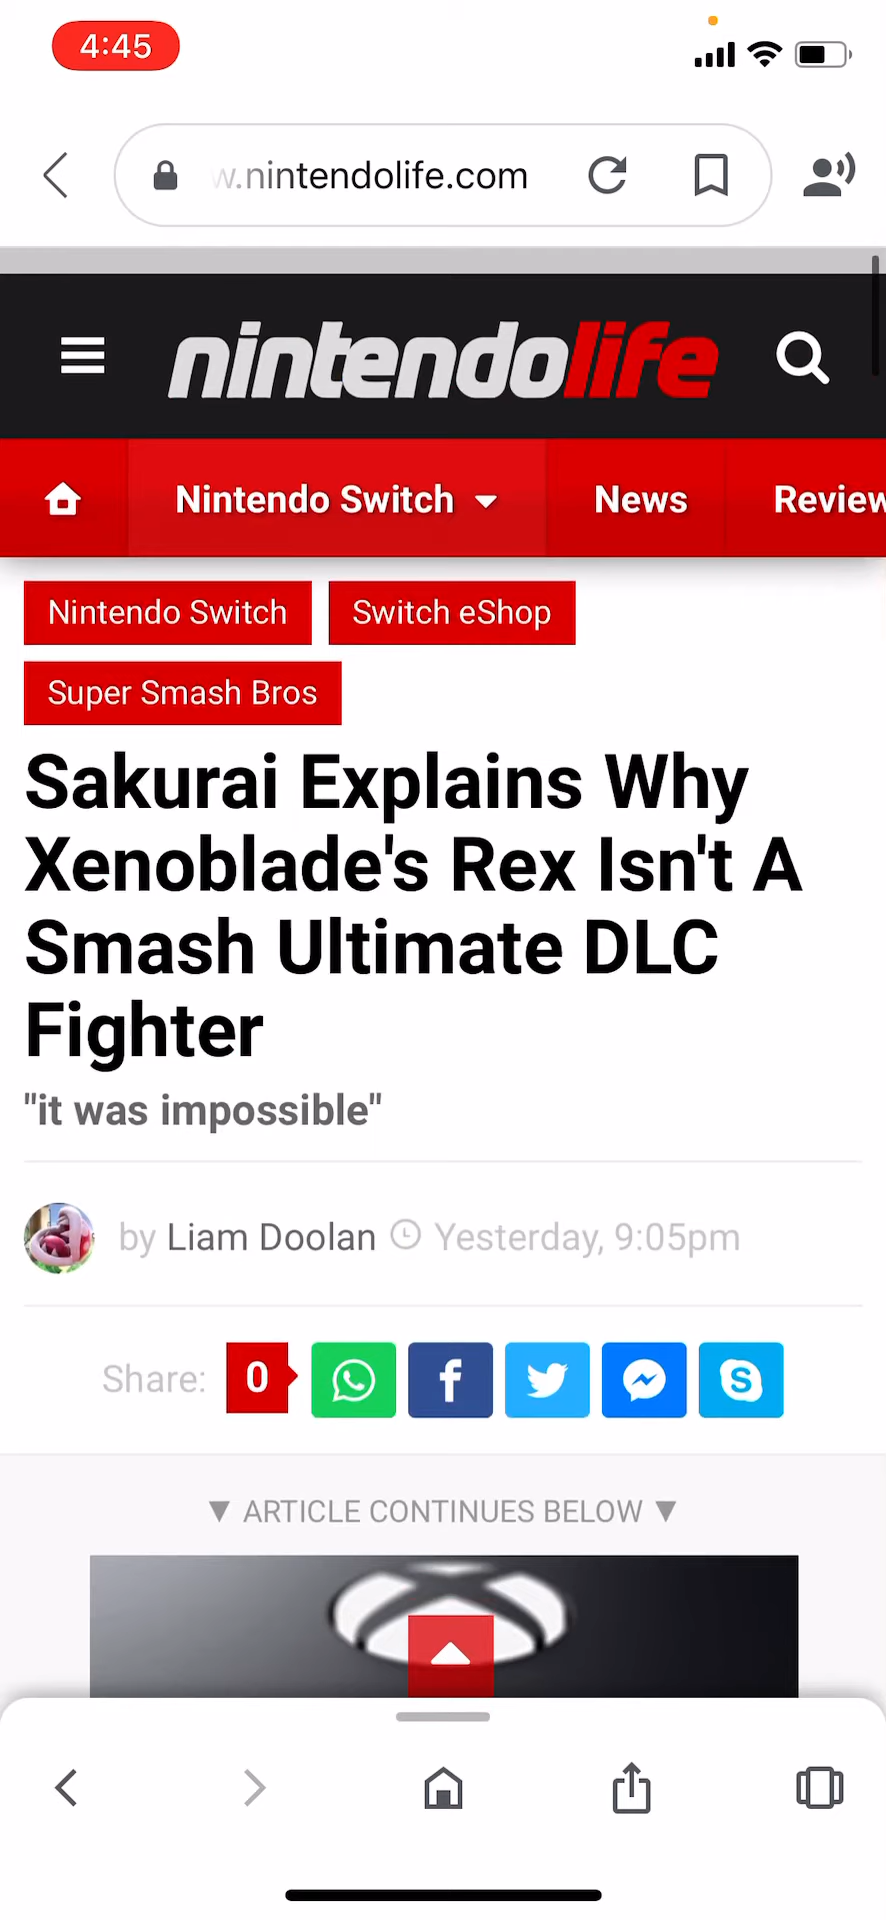 4:45
w.nintendolife.com
nintendolife
Nintendo Switch
News
Review
Nintendo Switch
Switch eShop
Super Smash Bros
Sakurai Explains Why
Xenoblade's Rex Isn't A
Smash Ultimate DLC
Fighter
"it was impossible"
by Liam Doolan Yesterday, 9:05pm
Share: 0
▼ ARTICLE CONTINUES BELOW ▼